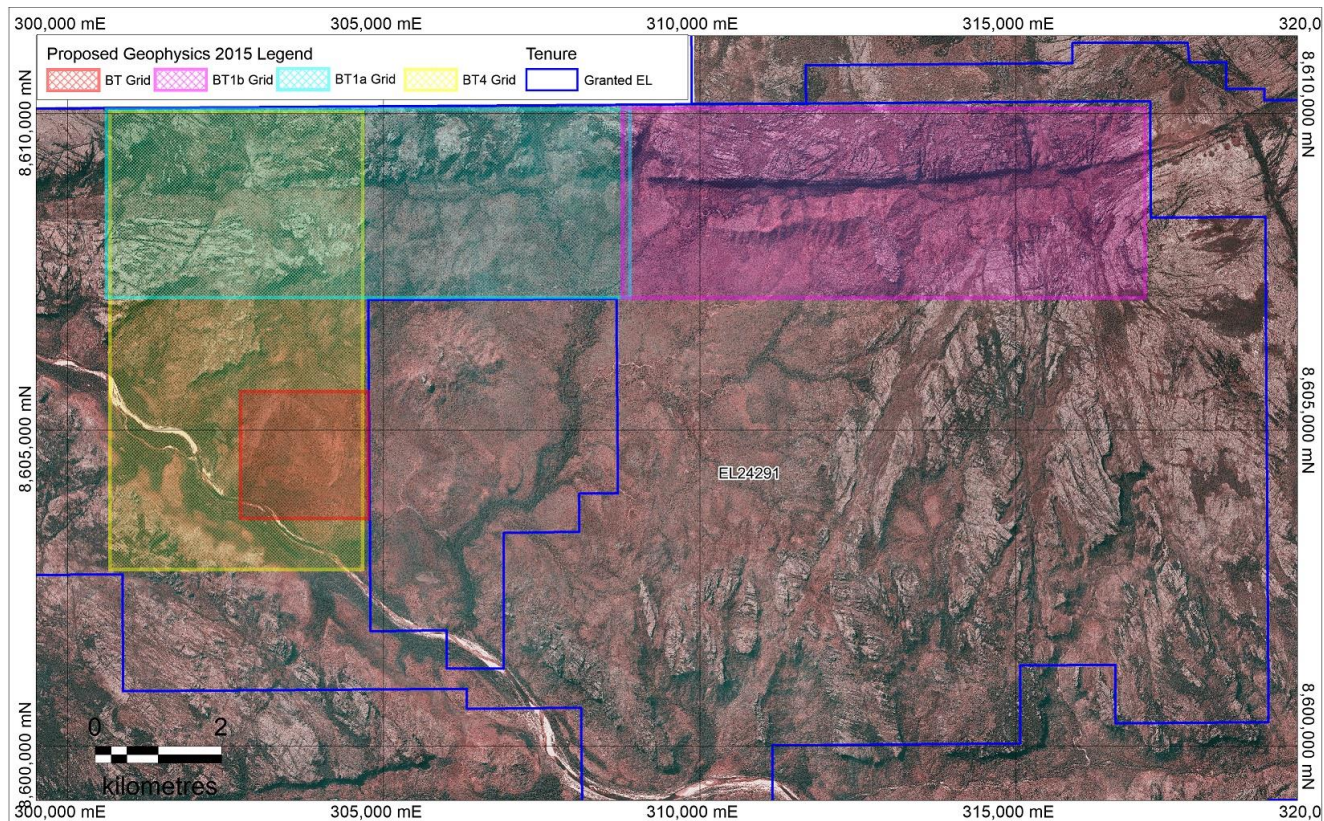 300,000 mE 305,000 mE 310,000 mE 315,000 mE 320,0
Proposed Geophysics 2015 Legend Tenure
BT Grid BT1b Grid BT1a Grid BT4 Grid Granted EL
8,610,000 mN 8,610,000 mN
8,605,000 mN 8,605,000 mN
EL24291
8,600,000 mN 8,600,000 mN
0 2
kilometres
300,000 mE 305,000 mE 310,000 mE 315,000 mE 320,0